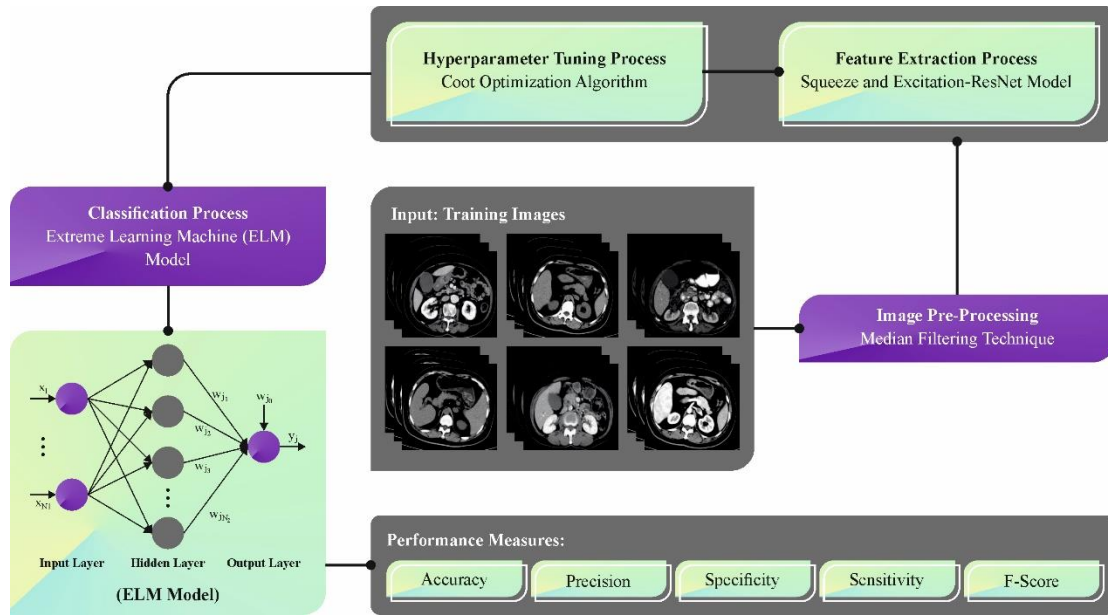 Hyperparameter Tuning Process
Coot Optimization Algorithm
Feature Extraction Process
Squeeze and Excitation-ResNet Model
Classification Process
Extreme Learning Machine (ELM)
Model
Input: Training Images
Image Pre-Processing
Median Filtering Technique
x1
xN1
wj1
wj2
wj3
wjN2
wj0
yj
Input Layer Hidden Layer Output Layer
(ELM Model)
Performance Measures:
Accuracy Precision Specificity Sensitivity F-Score